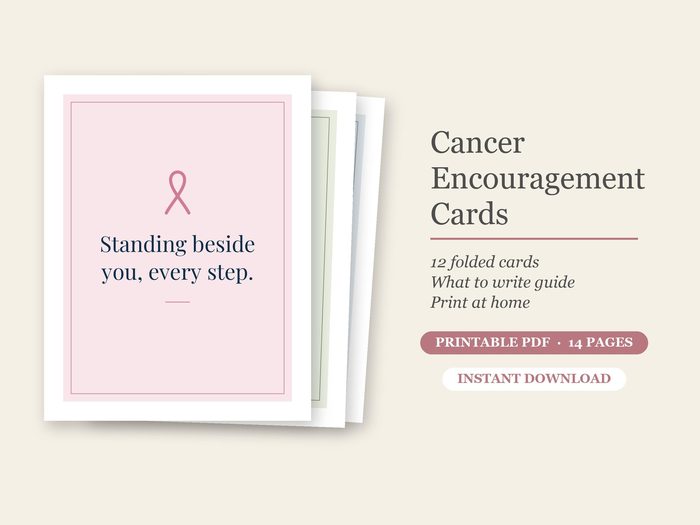 Standing beside
you, every step.
Cancer
Encouragement
Cards
12 folded cards
What to write guide
Print at home
PRINTABLE PDF · 14 PAGES
INSTANT DOWNLOAD